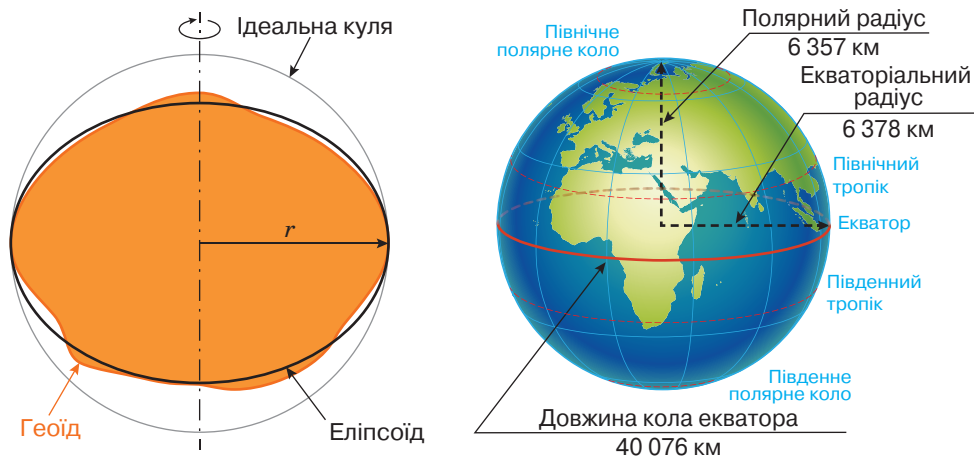 Ідеальна куля
r
Геоїд
Еліпсоїд
Полярний радіус
6 357 км
Північне
полярне коло
Екваторіальний
радіус
6 378 км
Північний
тропік
Екватор
Південний
тропік
Південне
полярне коло
Довжина кола екватора
40 076 км